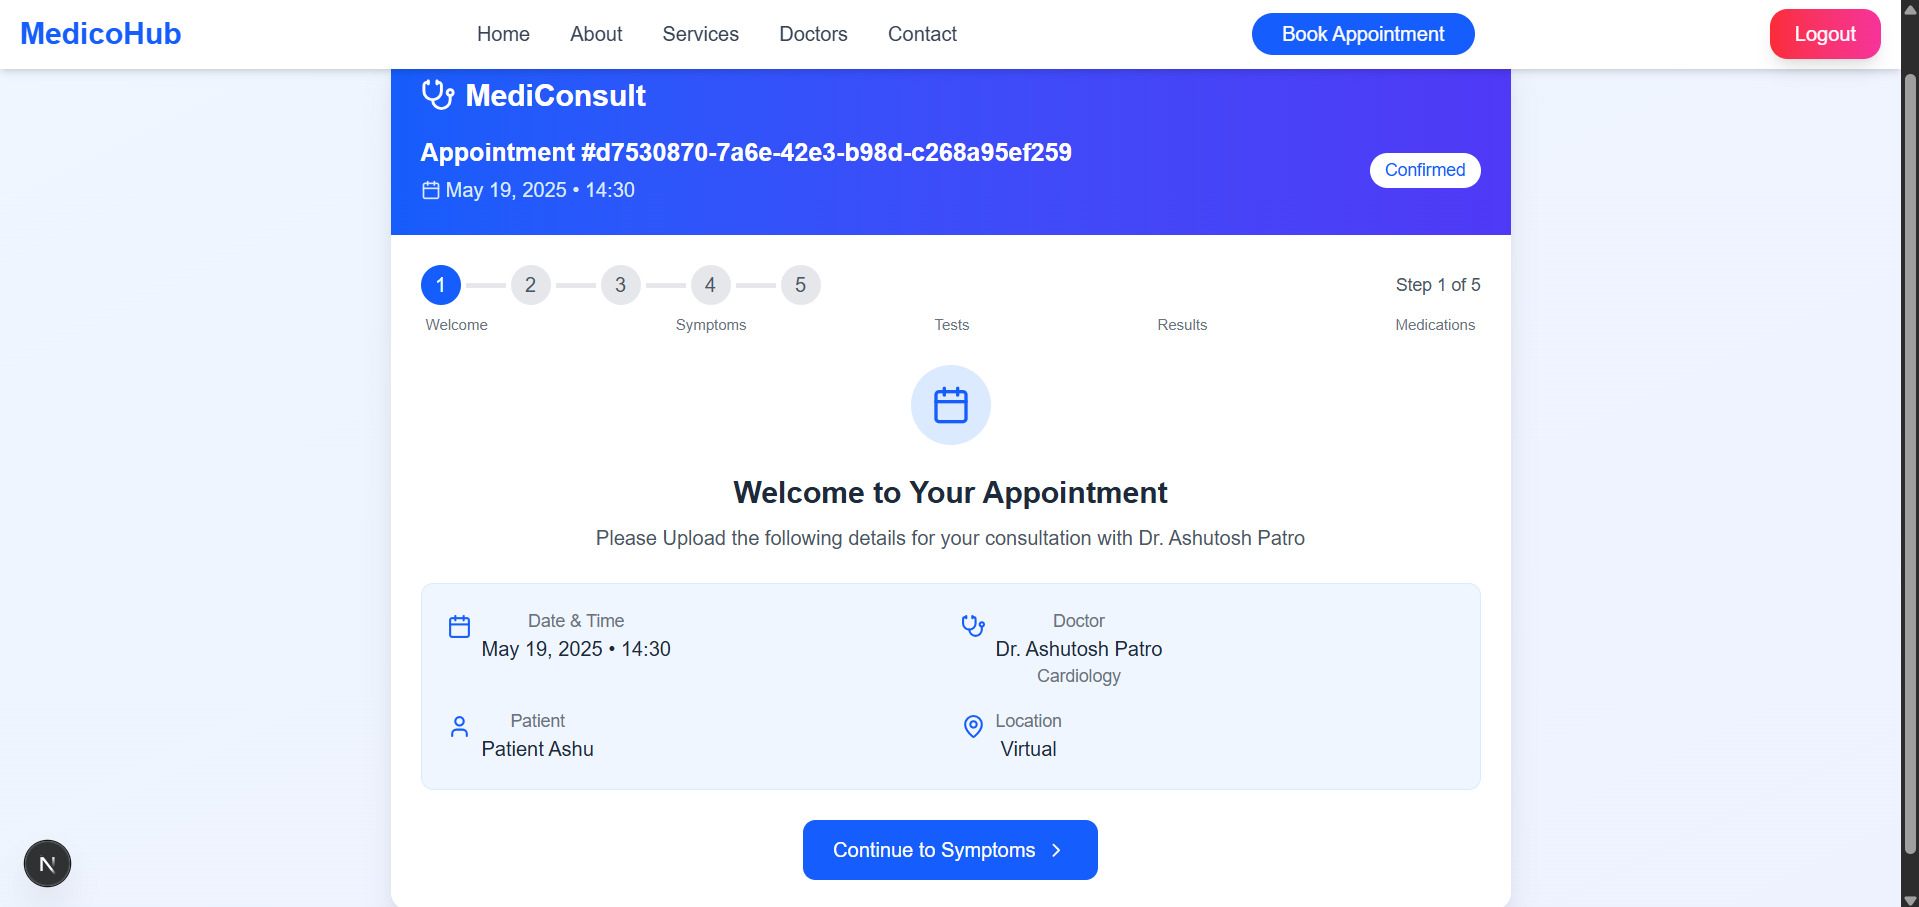 MedicoHub Home About Services Doctors Contact Book Appointment Logout
MediConsult
Appointment #d7530870-7a6e-42e3-b98d-c268a95ef259
May 19, 2025 • 14:30
Confirmed
1 2 3 4 5 Step 1 of 5
Welcome Symptoms Tests Results Medications
Welcome to Your Appointment
Please Upload the following details for your consultation with Dr. Ashutosh Patro
Date & Time
May 19, 2025 • 14:30
Doctor
Dr. Ashutosh Patro
Cardiology
Patient
Patient Ashu
Location
Virtual
Continue to Symptoms
N